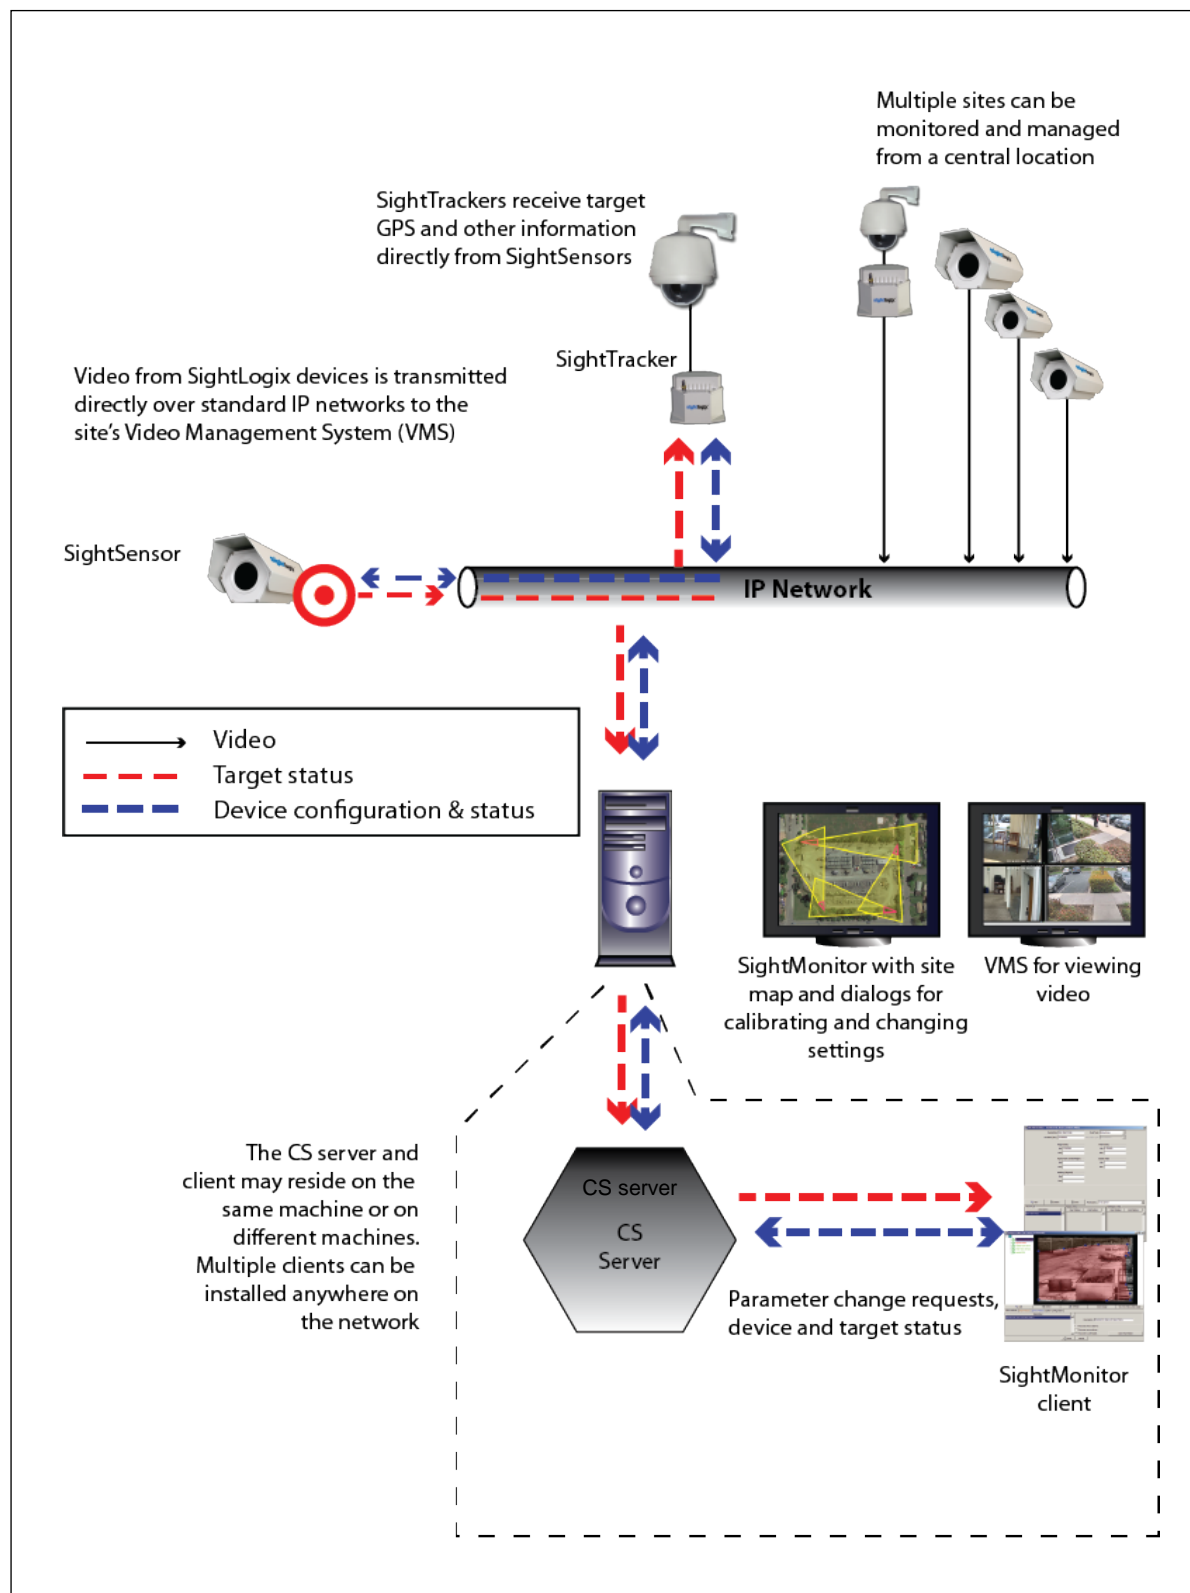 Multiple sites can be
monitored and managed
from a central location
SightTrackers receive target
GPS and other information
directly from SightSensors
SightTracker
Video from SightLogix devices is transmitted
directly over standard IP networks to the
site's Video Management System (VMS)
SightSensor
IP Network
Video
Target status
Device configuration & status
SightMonitor with site
map and dialogs for
calibrating and changing
settings
VMS for viewing
video
The CS server and
client may reside on the
same machine or on
different machines.
Multiple clients can be
installed anywhere on
the network
CS server
CS
Server
Parameter change requests,
device and target status
SightMonitor
client